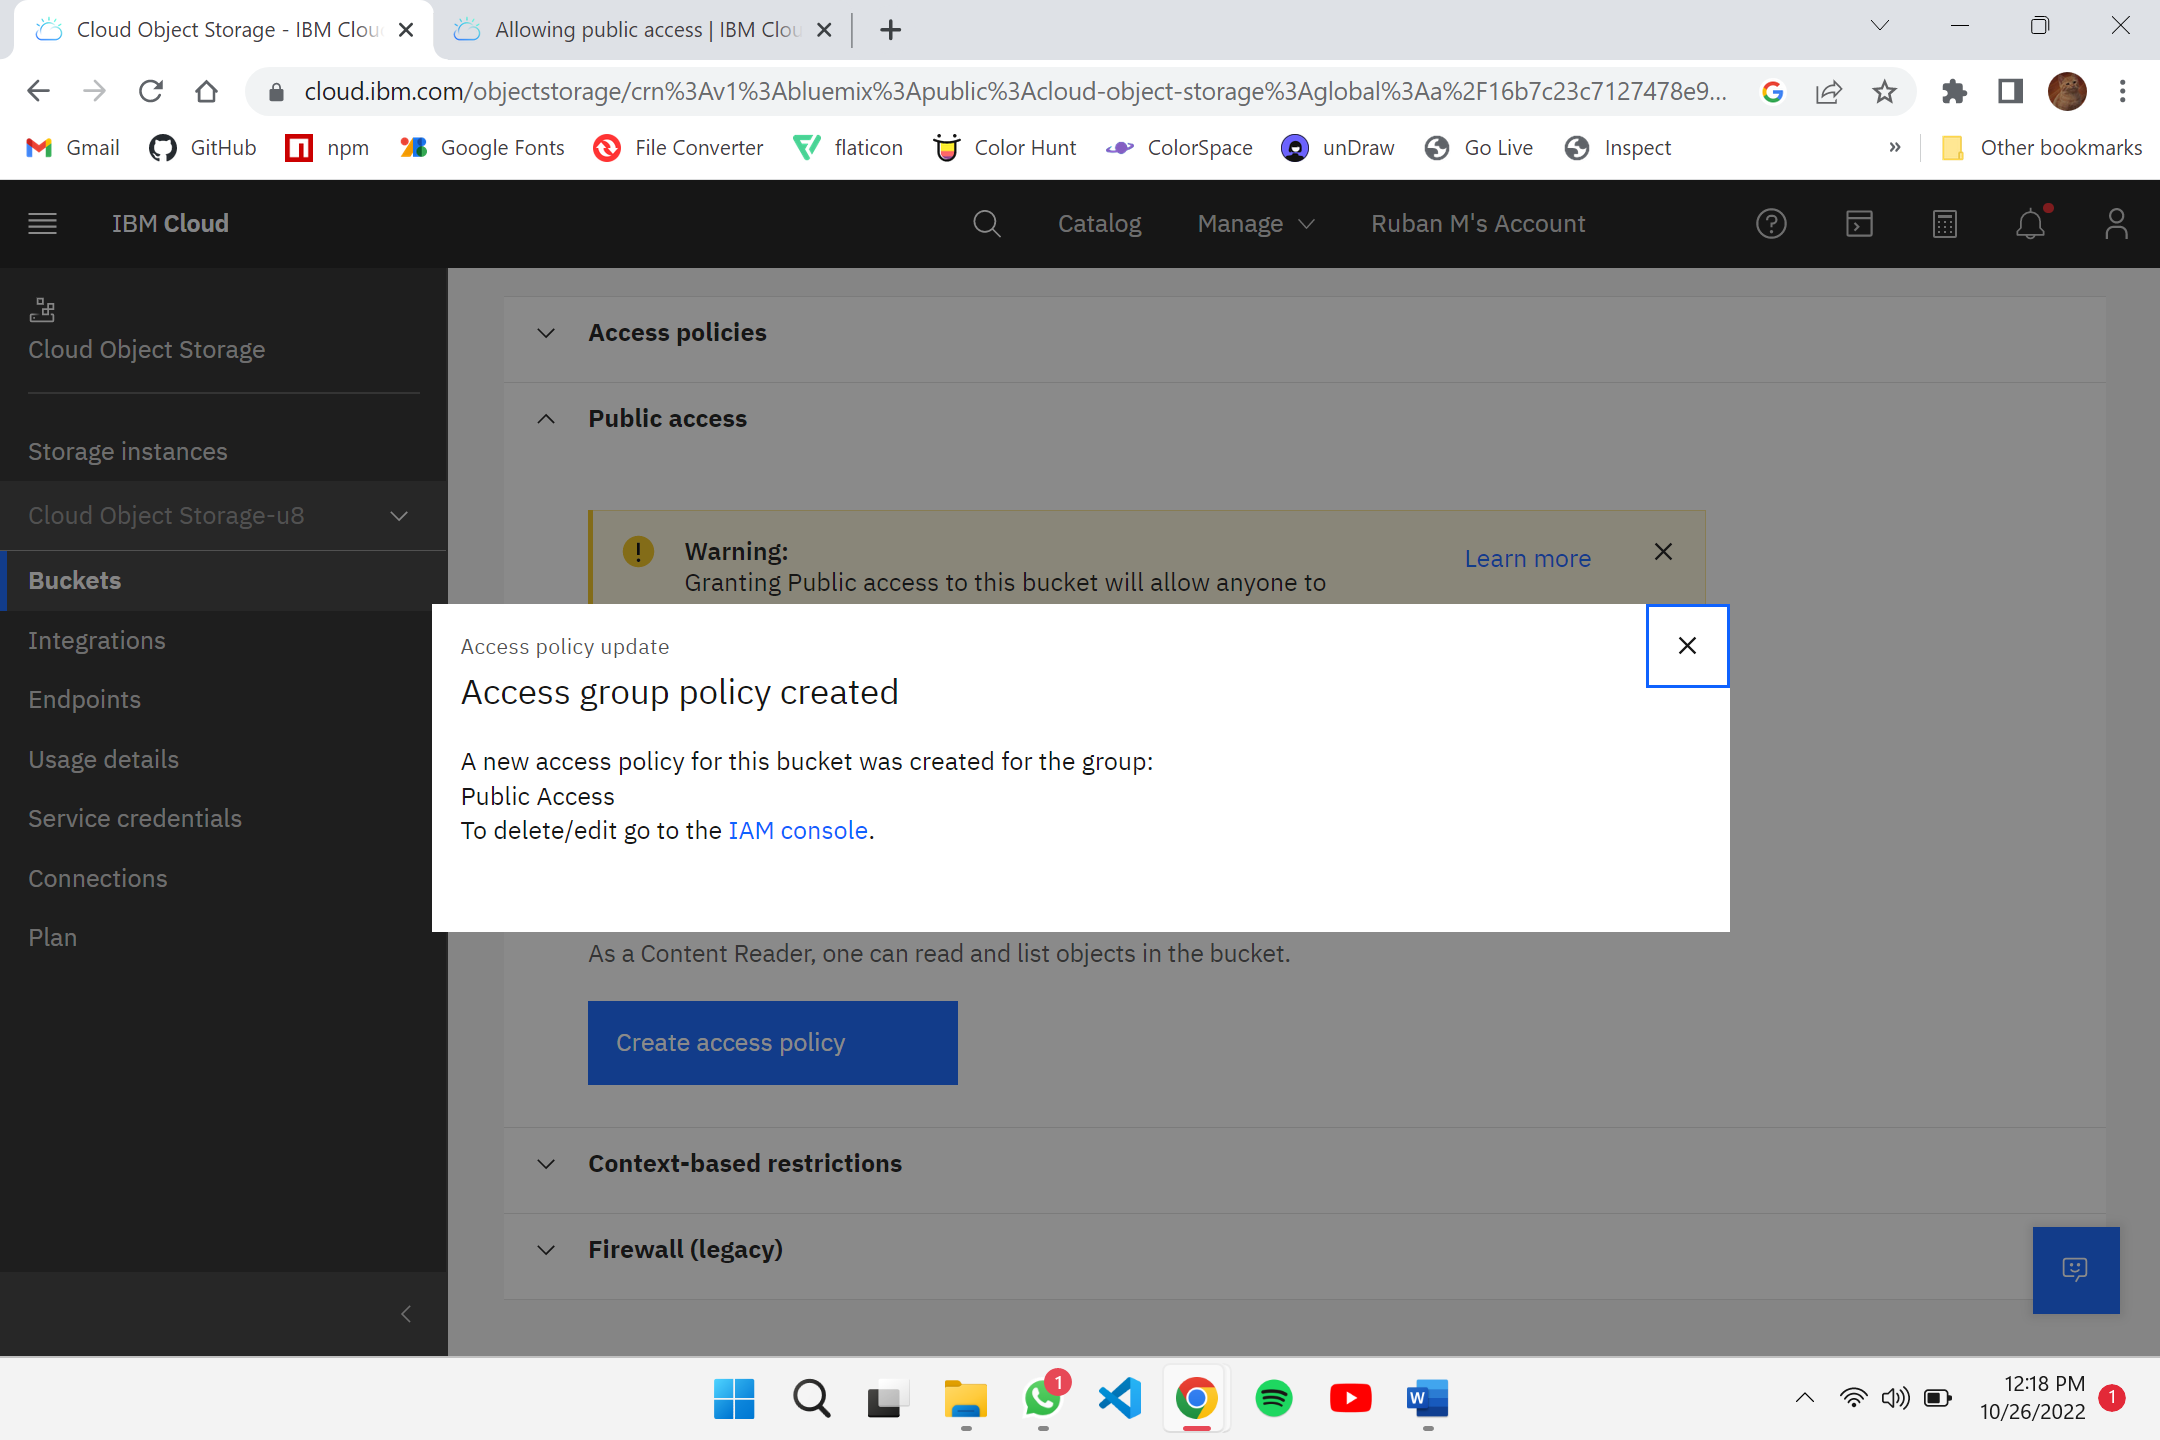 Cloud Object Storage - IBM Clou
Allowing public access | IBM Clou
cloud.ibm.com/objectstorage/crn%3Av1%3Abluemix%3Apublic%3Acloud-object-storage%3Aglobal%3Aa%2F16b7c23c7127478e9...
Gmail
GitHub
npm
Google Fonts
File Converter
flaticon
Color Hunt
ColorSpace
unDraw
Go Live
Inspect
»
Other bookmarks
IBM Cloud
Catalog
Manage
Ruban M's Account
Cloud Object Storage
Storage instances
Cloud Object Storage-u8
Buckets
Integrations
Endpoints
Usage details
Service credentials
Connections
Plan
Access policies
Public access
Warning:
Granting Public access to this bucket will allow anyone to
Learn more
Access policy update
Access group policy created
A new access policy for this bucket was created for the group:
Public Access
To delete/edit go to the IAM console.
As a Content Reader, one can read and list objects in the bucket.
Create access policy
Context-based restrictions
Firewall (legacy)
1
W
12:18 PM
10/26/2022
1